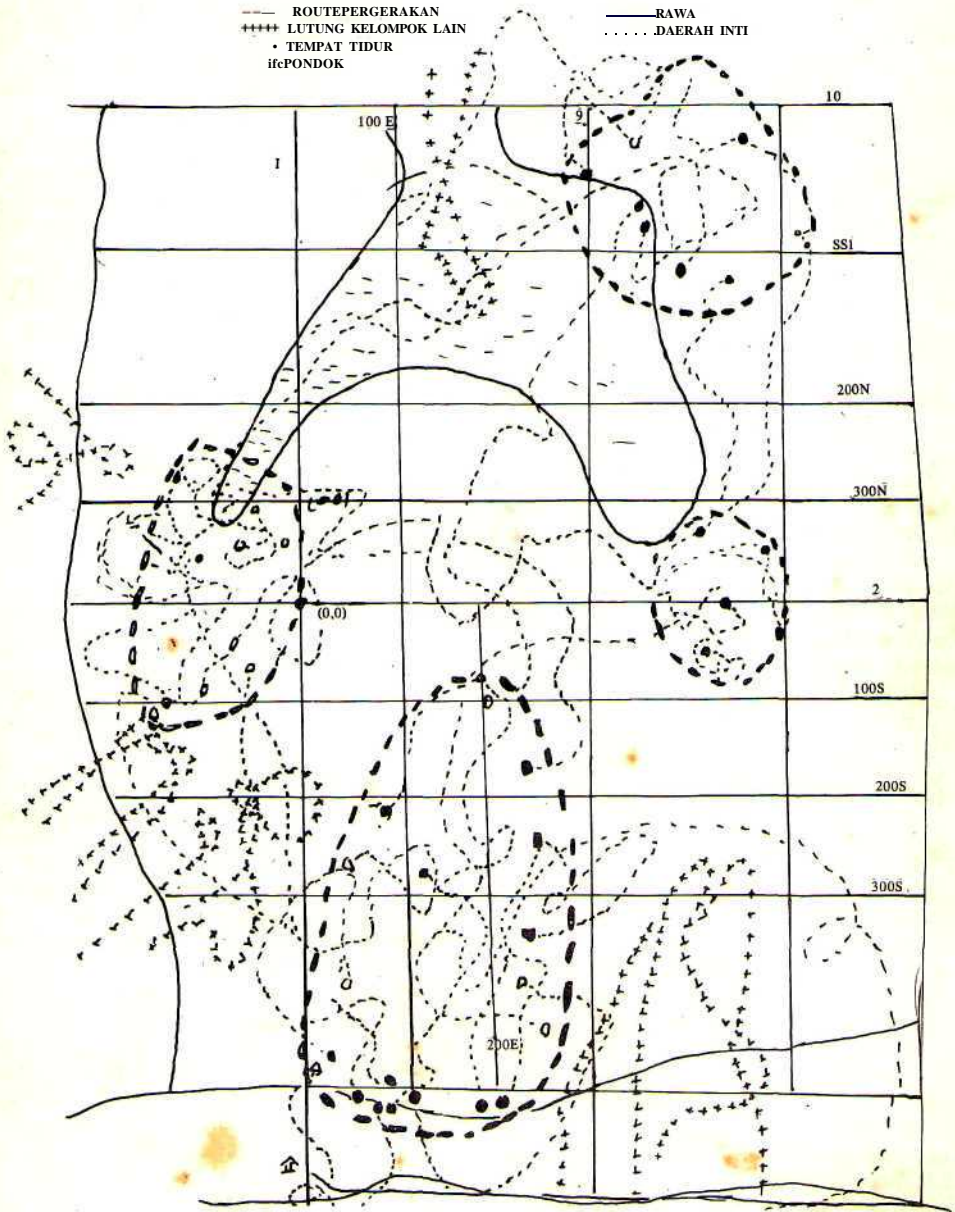 --— ROUTEPERGERAKAN
+++++ LUTUNG KELOMPOK LAIN
• TEMPAT TIDUR
ifcPONDOK
RAWA
. . . . . DAERAH INTI
10
100 E
9
I
SSi
200N
300N
(0,0)
2
100S
200S
300S
200E